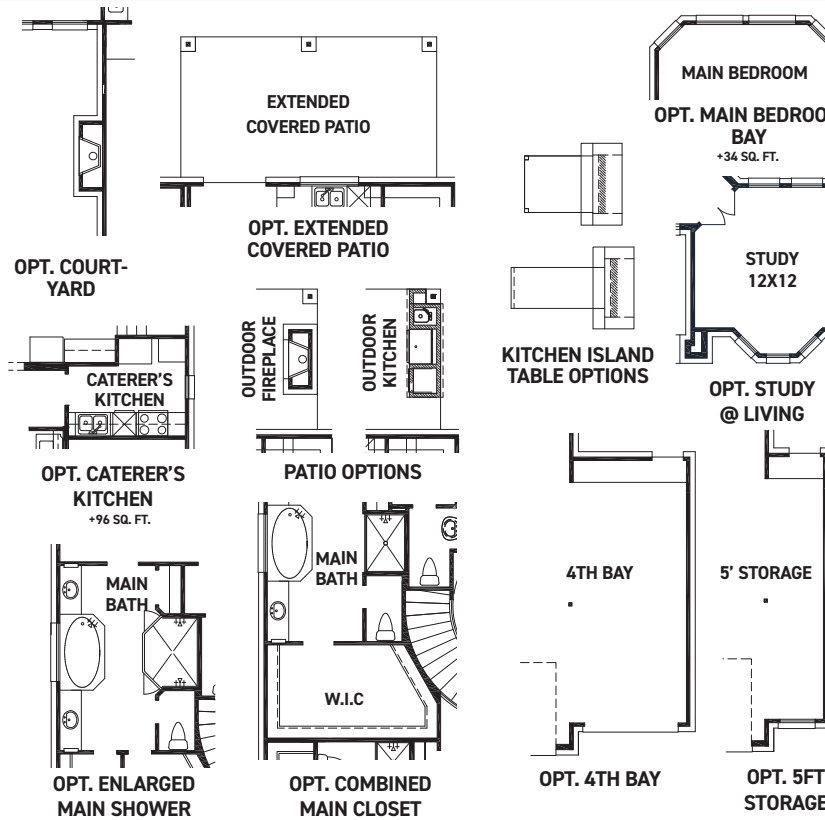 EXTENDED
COVERED PATIO
OPT. EXTENDED
COVERED PATIO
MAIN BEDROOM
OPT. MAIN BEDROO
BAY
+34 SQ. FT.
OPT. COURT-
YARD
STUDY
12X12
OPT. STUDY
@ LIVING
KITCHEN ISLAND
TABLE OPTIONS
OUTDOOR
FIREPLACE
OUTDOOR
KITCHEN
PATIO OPTIONS
CATERER'S
KITCHEN
OPT. CATERER'S
KITCHEN
+96 SQ. FT.
MAIN
BATH
OPT. ENLARGED
MAIN SHOWER
MAIN
BATH
W.I.C
OPT. COMBINED
MAIN CLOSET
4TH BAY
OPT. 4TH BAY
5' STORAGE
OPT. 5FT
STORAGE